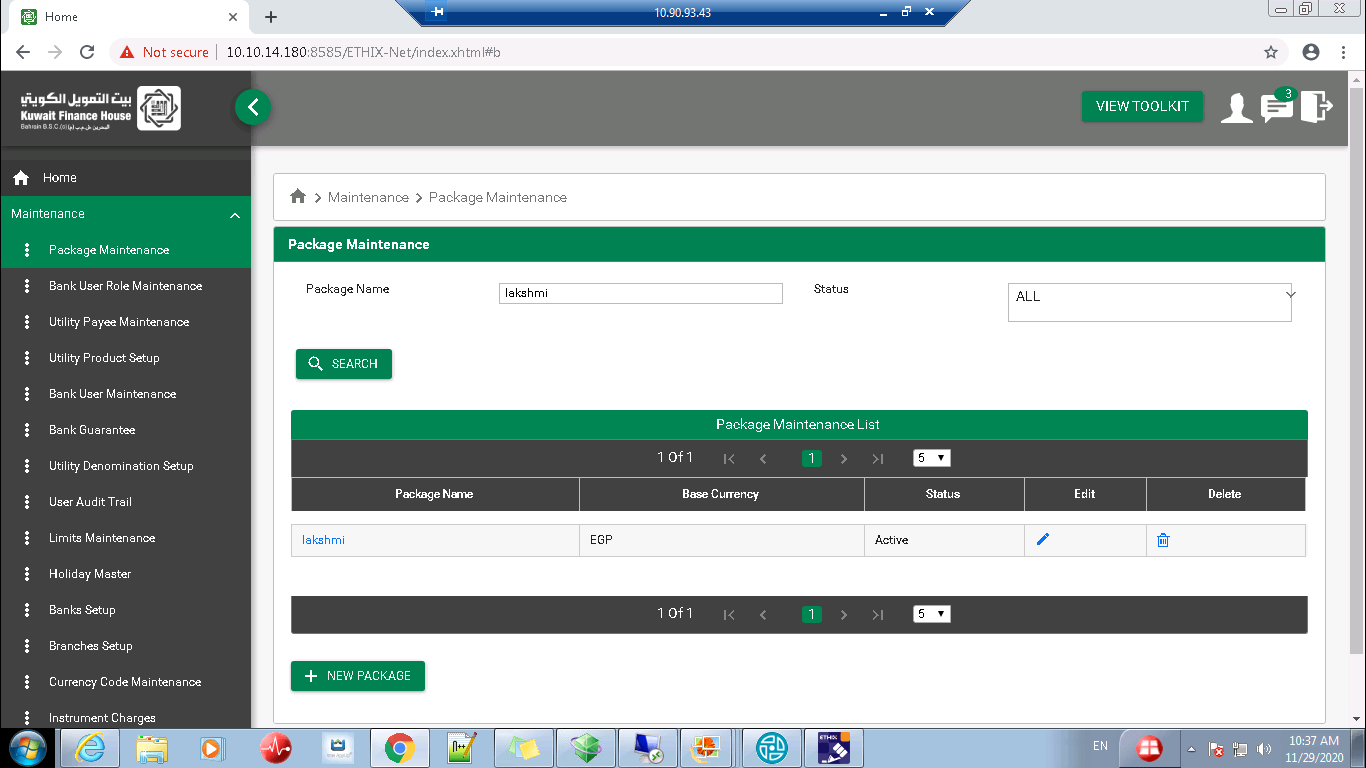 Home
10.90.93.43
Not secure
10.10.14.180:8585/ETHIX-Net/index.xhtml#b
بيت التمويل الكويتي
Kuwait Finance House
VIEW TOOLKIT
3
Home
Maintenance
Package Maintenance
Bank User Role Maintenance
Utility Payee Maintenance
Utility Product Setup
Bank User Maintenance
Bank Guarantee
Utility Denomination Setup
User Audit Trail
Limits Maintenance
Holiday Master
Banks Setup
Branches Setup
Currency Code Maintenance
Instrument Charges
Maintenance
Package Maintenance
Package Maintenance
Package Name
lakshmi
Status
ALL
SEARCH
Package Maintenance List
1 Of 1
1
5
Package Name
Base Currency
Status
Edit
Delete
lakshmi
EGP
Active
1 Of 1
1
5
NEW PACKAGE
EN
10:37 AM
11/29/2020